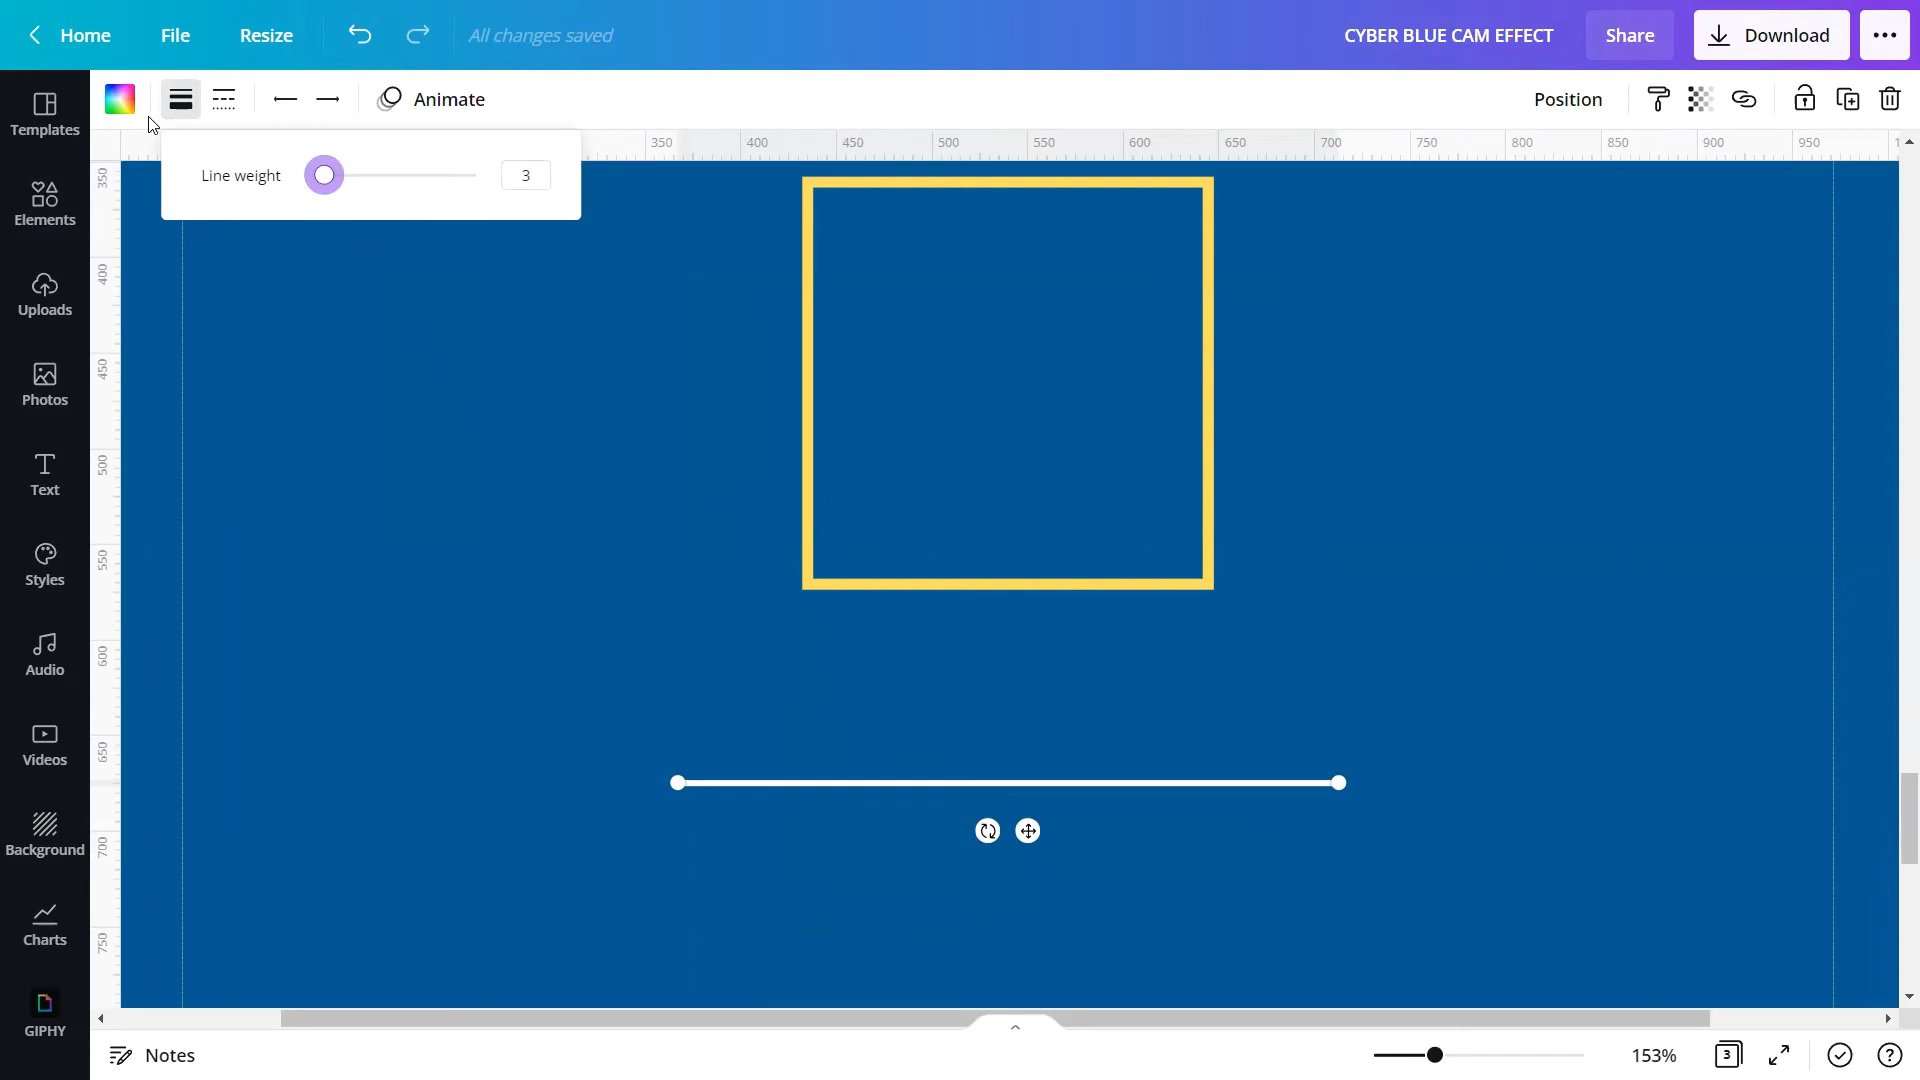 Home
File
Resize
All changes saved
CYBER BLUE CAM EFFECT
Share
Download
Animate
Position
Templates
Elements
Uploads
Photos
Text
Styles
Audio
Videos
Background
Charts
GIPHY
Line weight
3
350
400
450
500
550
600
650
700
750
800
850
900
950
350
400
450
500
550
600
650
700
750
Notes
153%
3